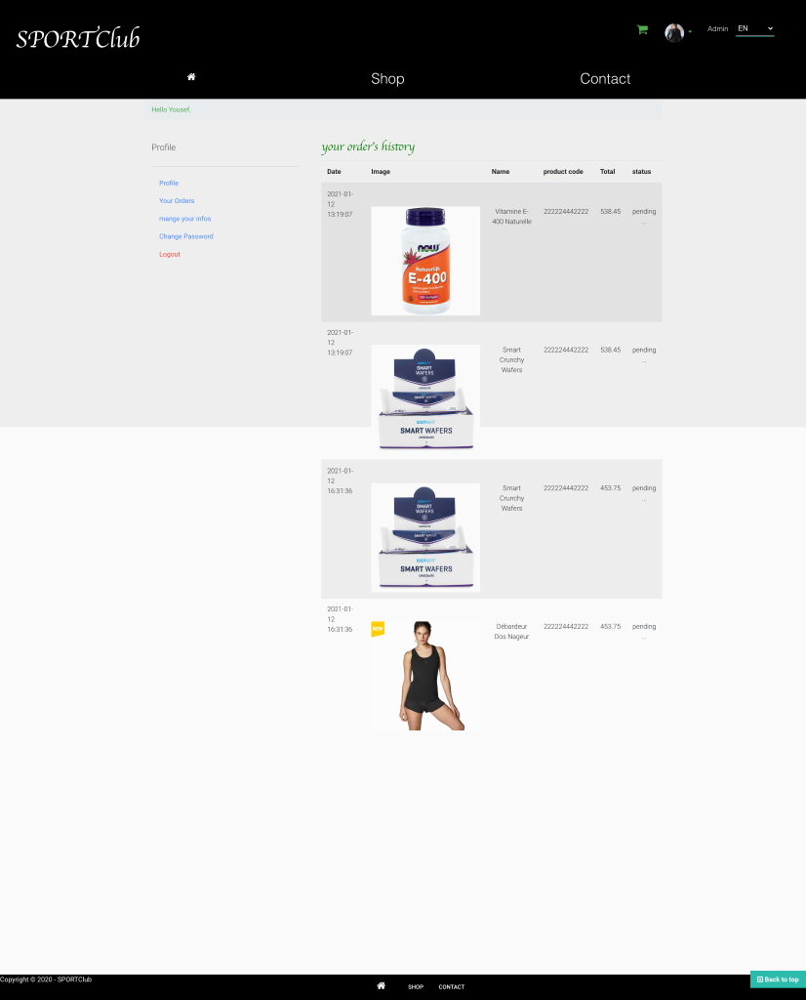 SPORTClub
Admin
EN
Shop
Contact
Hello Yousef,
Profile
Profile
Your Orders
mange your infos
Change Password
Logout
your order's history
Date Image Name product code Total status
2021-01-
12
13:19:07
now
Natuurlijk
E-400
Vitamine E-
400 Naturelle
222224442222
538.45
pending
...
2021-01-
12
13:19:07
SMART
WAFERS
SMART WAFERS
Smart
Crunchy
Wafers
222224442222
538.45
pending
...
2021-01-
12
16:31:36
SMART
WAFERS
SMART WAFERS
Smart
Crunchy
Wafers
222224442222
453.75
pending
...
2021-01-
12
16:31:36
NEW
Débardeur
Dos Nageur
222224442222
453.75
pending
...
Copyright © 2020 - SPORTClub
SHOP
CONTACT
Back to top